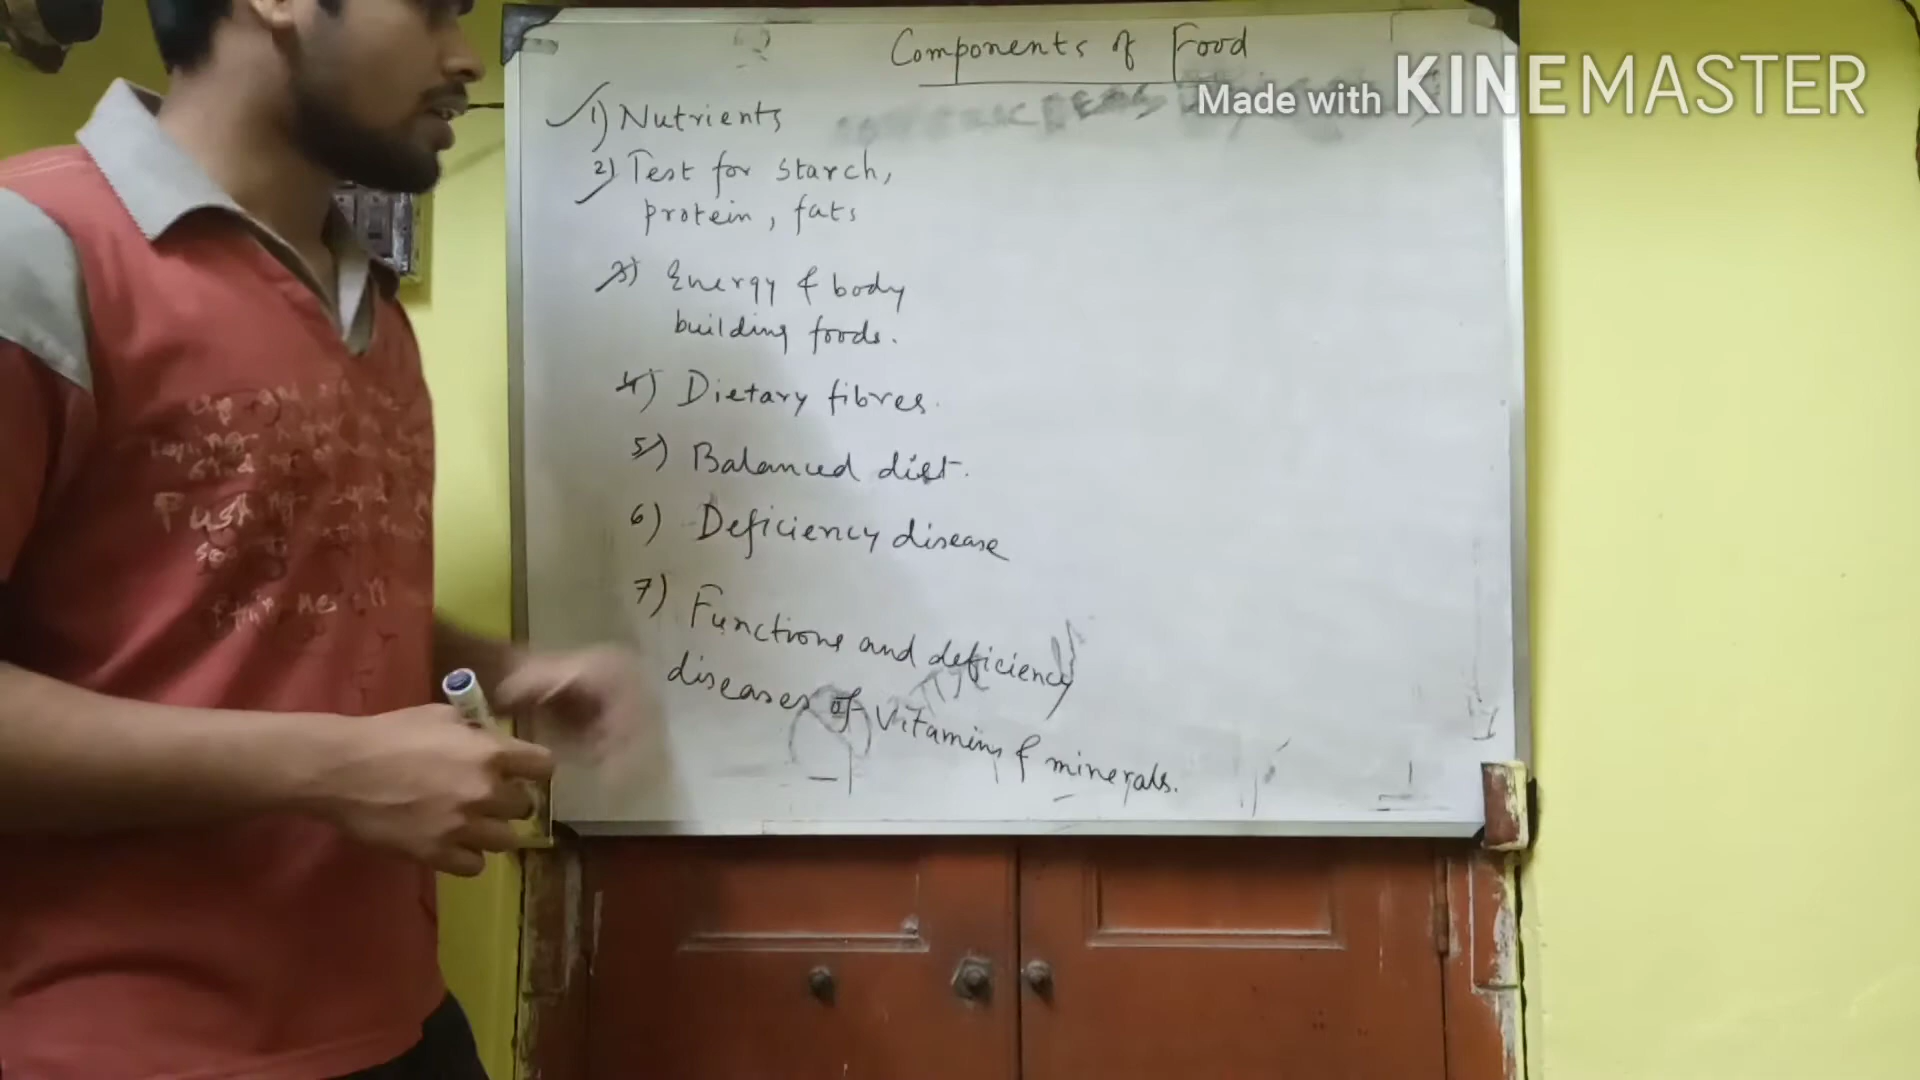 Components of Food
Made with KINEMASTER
1) Nutrients
2) Test for starch,
protein, fats
3) Energy & body
building foods.
4) Dietary fibres.
5) Balanced diet.
6) Deficiency disease
7) Functions and deficiency
diseases of vitamins & minerals.